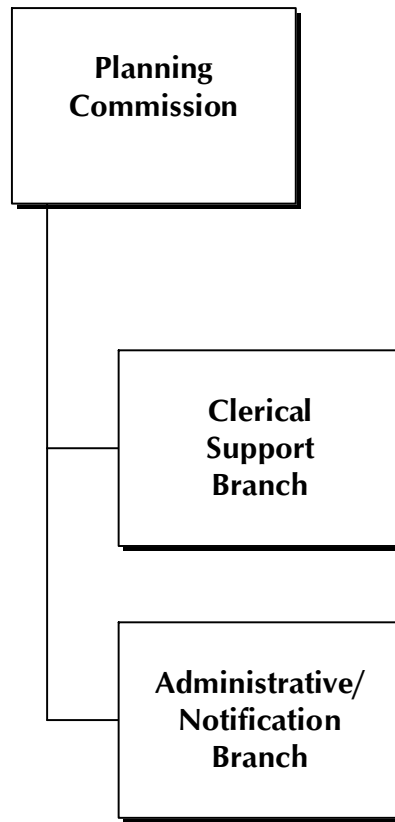 Planning
Commission
Clerical
Support
Branch
Administrative/
Notification
Branch